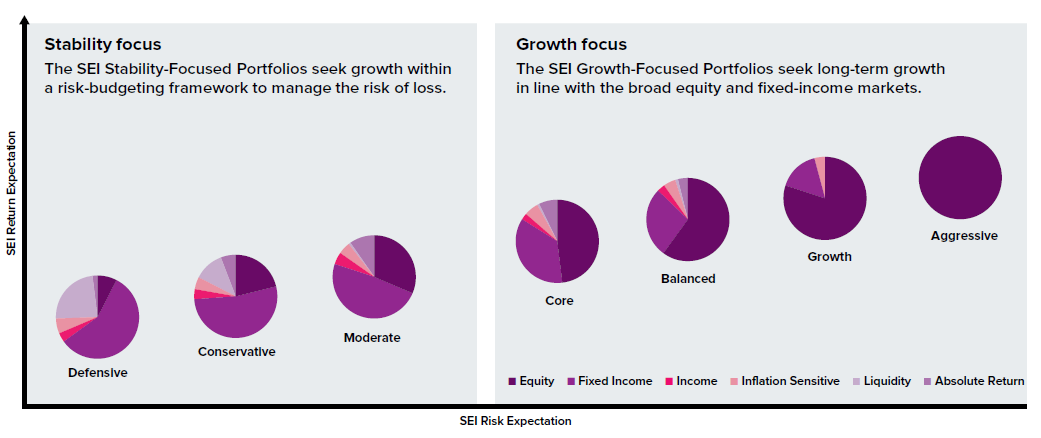 Stability focus
The SEI Stability-Focused Portfolios seek growth within
a risk-budgeting framework to manage the risk of loss.
Growth focus
The SEI Growth-Focused Portfolios seek long-term growth
in line with the broad equity and fixed-income markets.
SEI Return Expectation
Defensive
Conservative
Moderate
Core
Balanced
Growth
Aggressive
Equity Fixed Income Income Inflation Sensitive Liquidity Absolute Return
SEI Risk Expectation